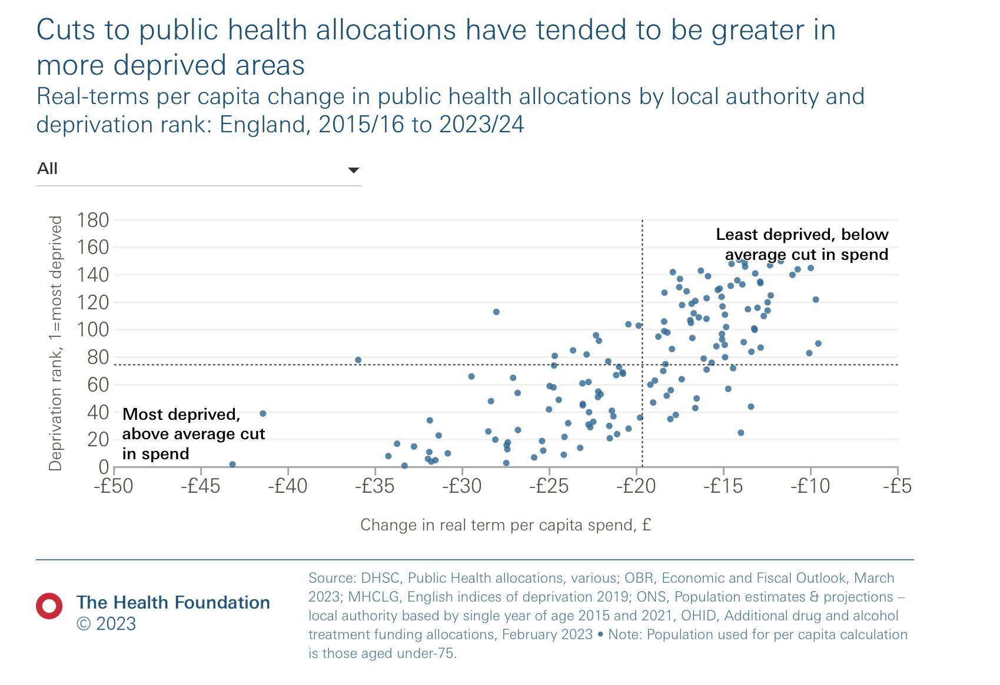 Cuts to public health allocations have tended to be greater in
more deprived areas
Real-terms per capita change in public health allocations by local authority and
deprivation rank: England, 2015/16 to 2023/24
All
Deprivation rank, 1=most deprived
180
160
140
120
100
80
60
40
20
0
Least deprived, below
average cut in spend
Most deprived,
above average cut
in spend
-£50 -£45 -£40 -£35 -£30 -£25 -£20 -£15 -£10 -£5
Change in real term per capita spend, £
The Health Foundation
© 2023
Source: DHSC, Public Health allocations, various; OBR, Economic and Fiscal Outlook, March
2023; MHCLG, English indices of deprivation 2019; ONS, Population estimates & projections –
local authority based by single year of age 2015 and 2021, OHID, Additional drug and alcohol
treatment funding allocations, February 2023 • Note: Population used for per capita calculation
is those aged under-75.